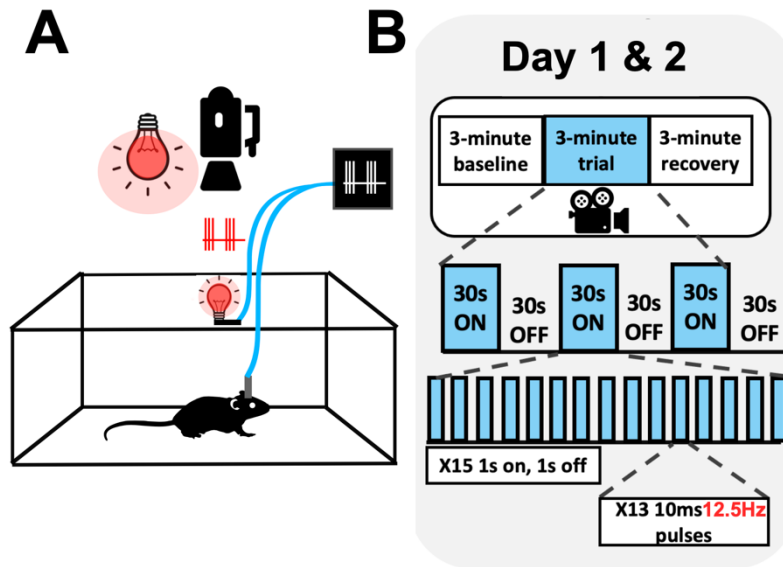 A
B
Day 1 & 2
3-minute
baseline
3-minute
trial
3-minute
recovery
30s
ON
30s
OFF
30s
ON
30s
OFF
30s
ON
30s
OFF
X15 1s on, 1s off
X13 10ms12.5Hz
pulses